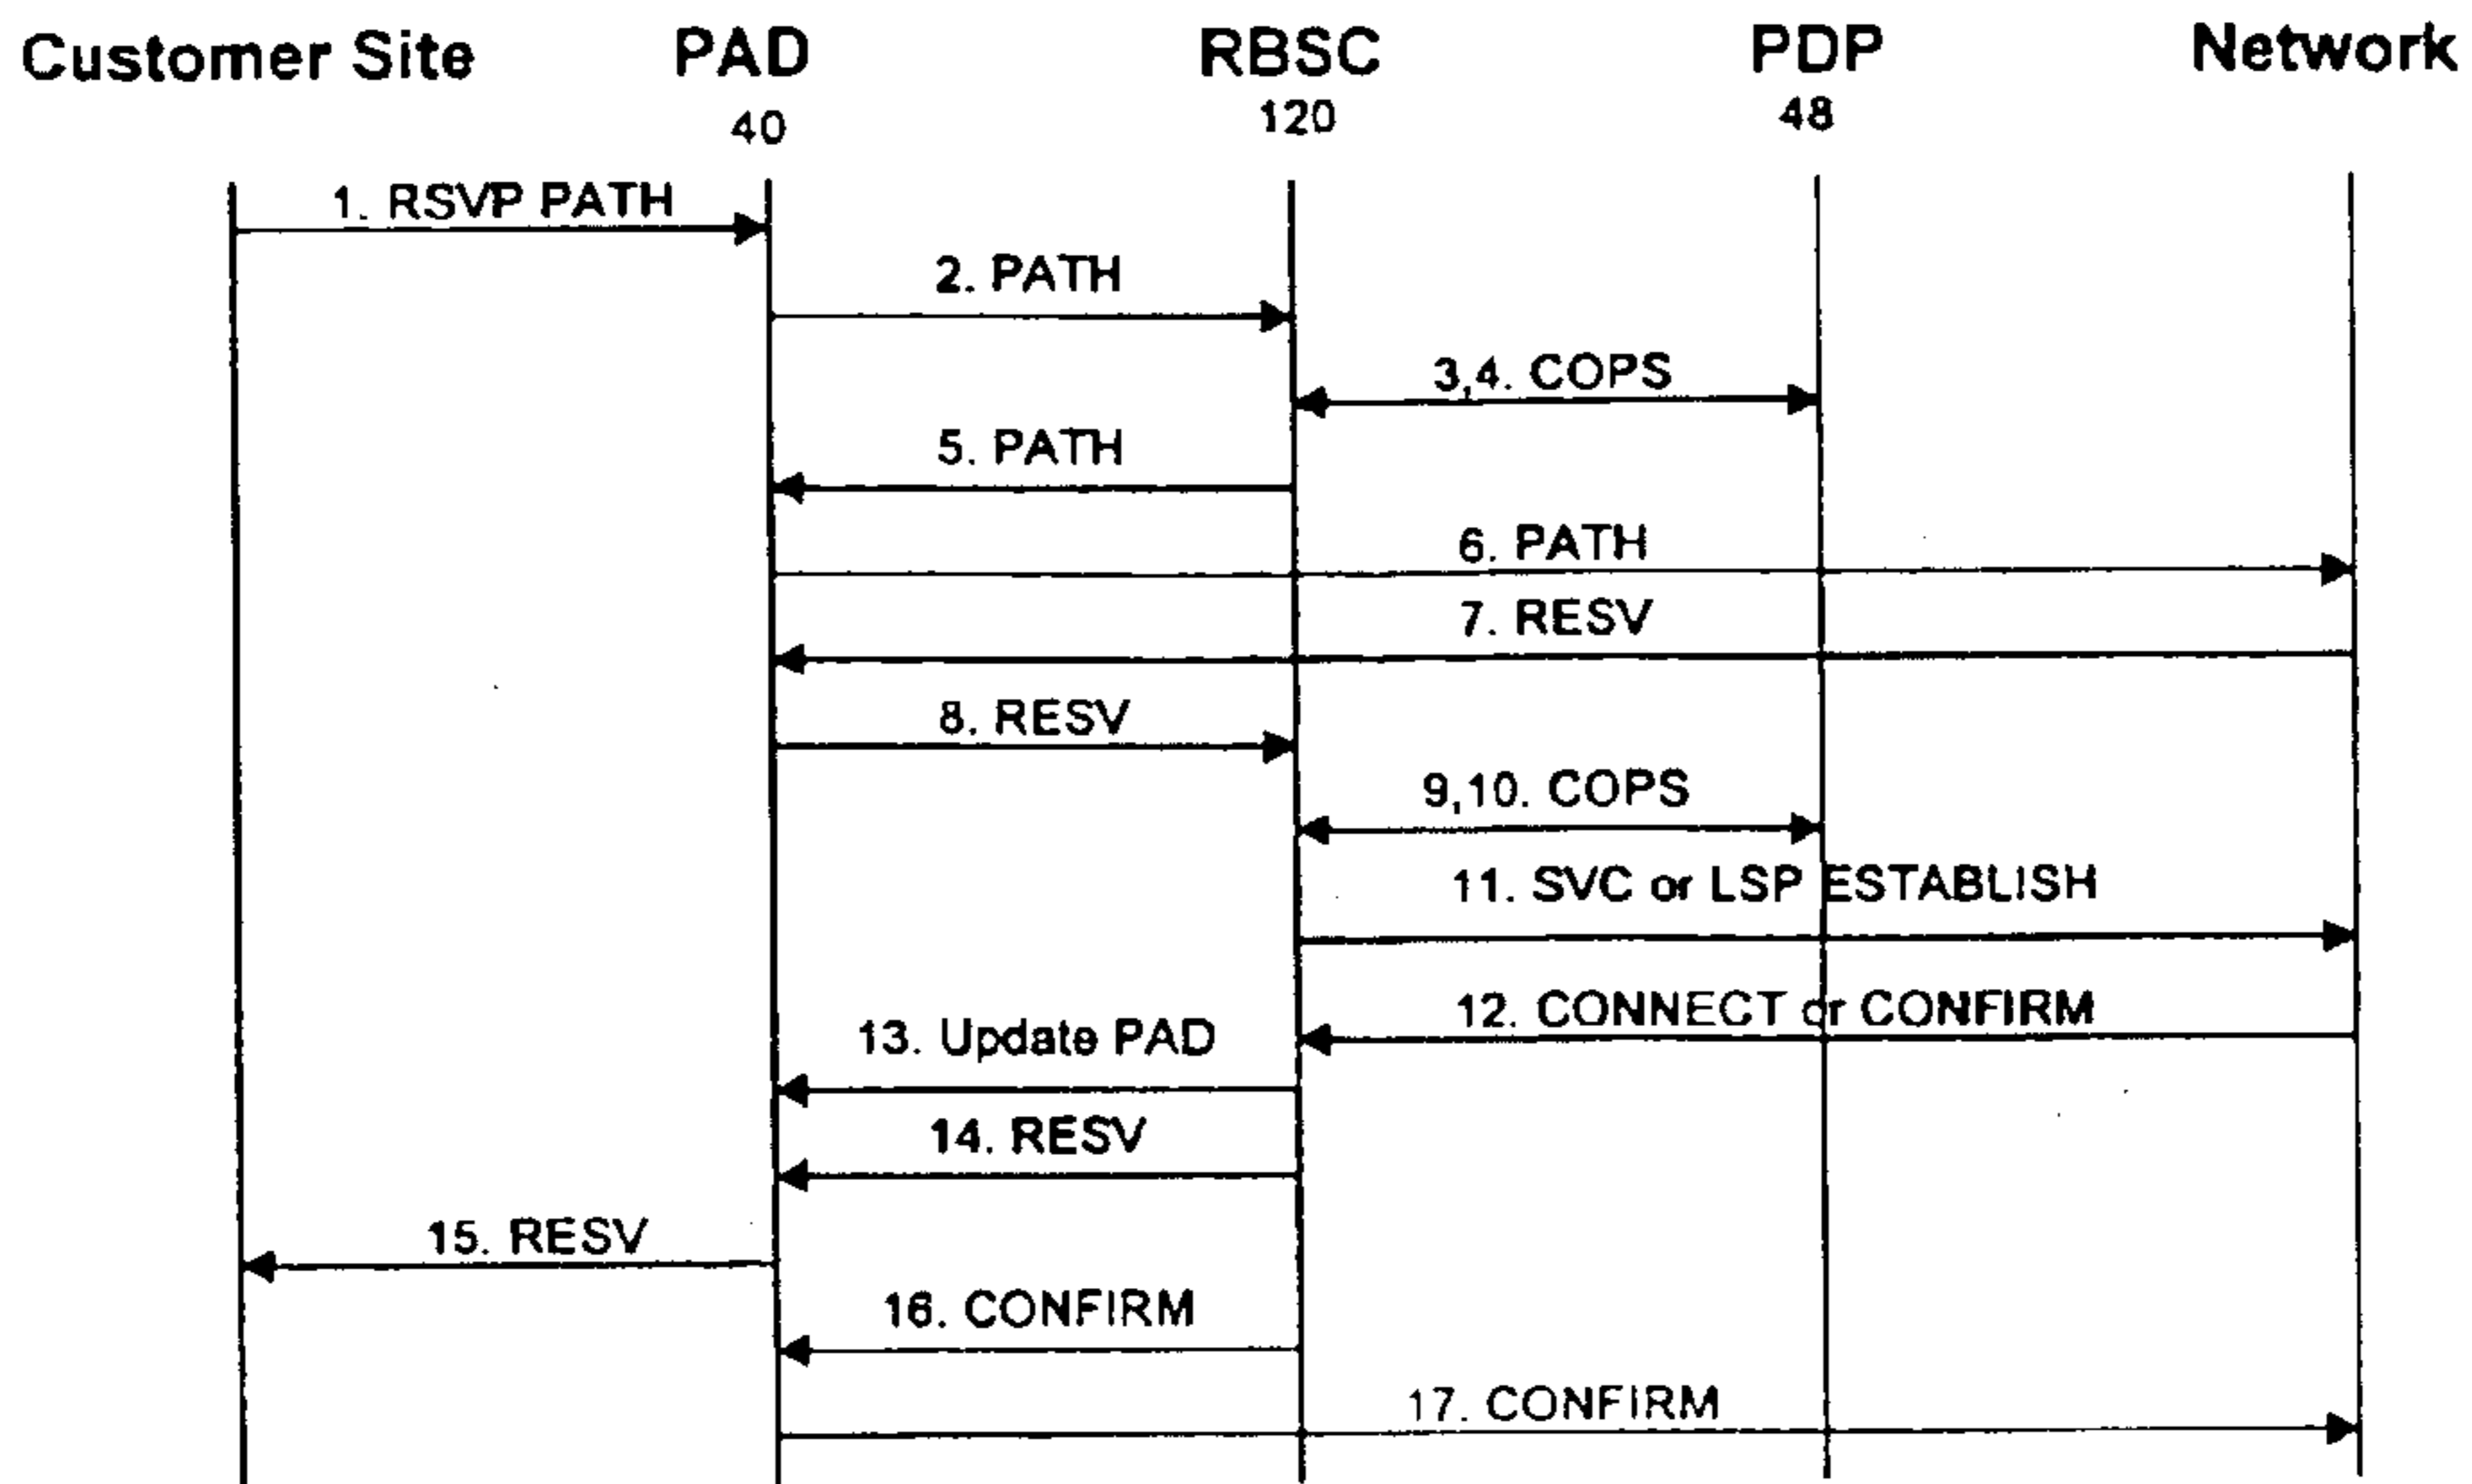 Customer Site PAD RBSC PDP Network
40 120 48
1. RSVP PATH
2. PATH
3,4. COPS
5. PATH
6. PATH
7. RESV
8. RESV
9,10. COPS
11. SVC or LSP ESTABLISH
12. CONNECT or CONFIRM
13. Update PAD
14. RESV
15. RESV
16. CONFIRM
17. CONFIRM